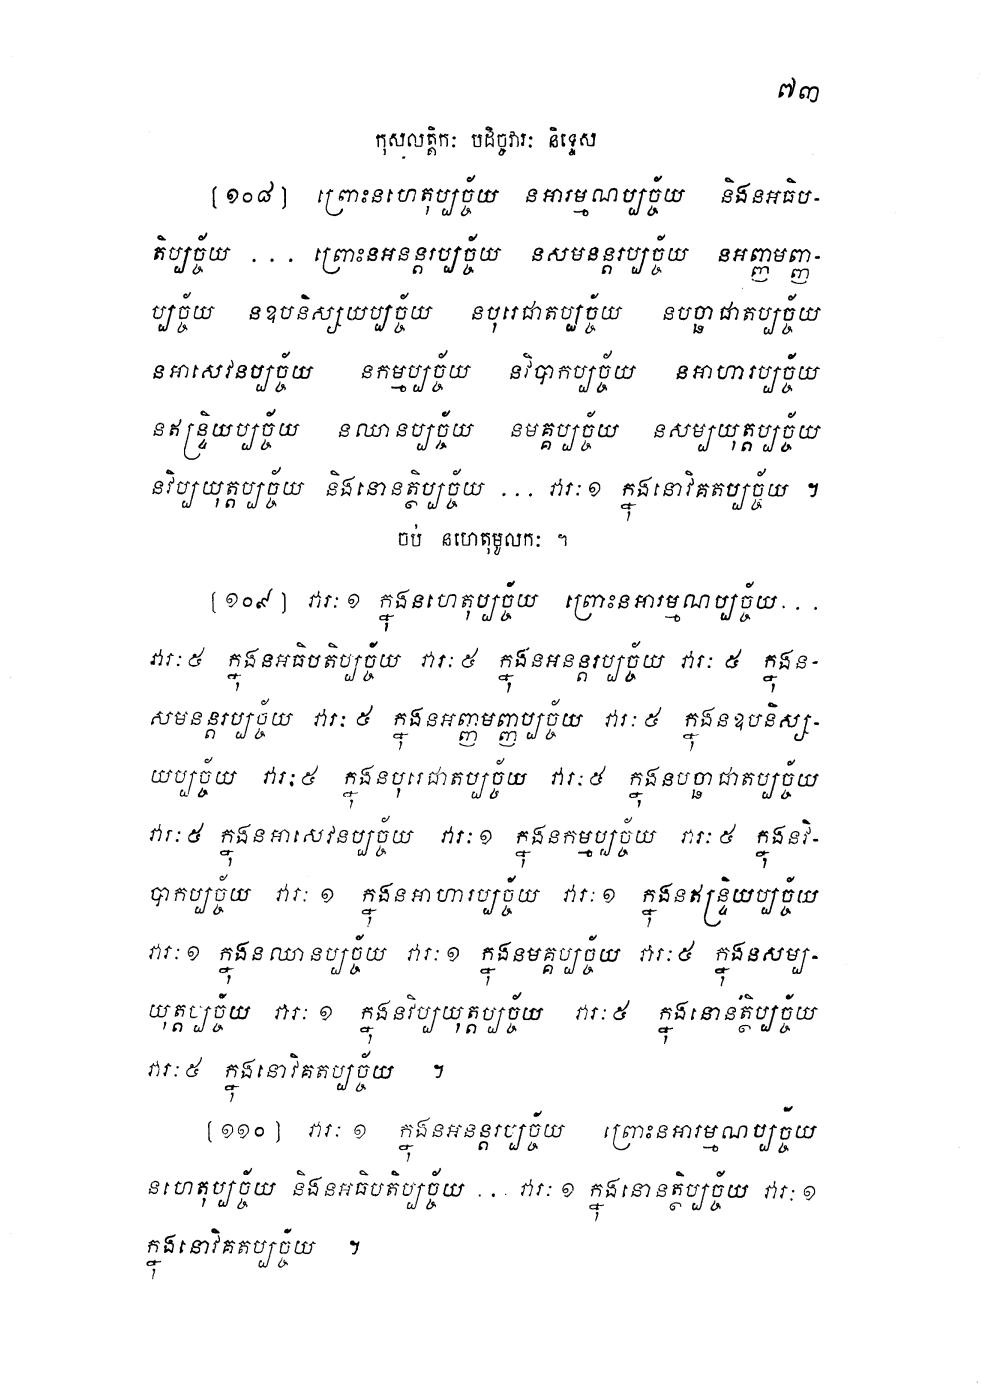 ៧៣
កុសលត្តិកៈ បដិច្ចវារៈ និទ្ទេស
[១០៨] ព្រោះនហេតុប្បច្ច័យ នអារម្មណប្បច្ច័យ និងនអធិប-
តិប្បច្ច័យ ... ព្រោះនអនន្តរប្បច្ច័យ នសមនន្តរប្បច្ច័យ នអញ្ញាមញ្ញ-
ប្បច្ច័យ នឧបនិស្សយប្បច្ច័យ នបុរេជាតប្បច្ច័យ នបច្ឆាជាតប្បច្ច័យ
នអាសេវនប្បច្ច័យ នកម្មប្បច្ច័យ នវិបាកប្បច្ច័យ នអាហារប្បច្ច័យ
នឥន្ទ្រិយប្បច្ច័យ នឈានប្បច្ច័យ នមគ្គប្បច្ច័យ នសម្បយុត្តប្បច្ច័យ
នវិប្បយុត្តប្បច្ច័យ និងនោនត្ថិប្បច្ច័យ ... វារៈ១ ក្នុងនោវិគតប្បច្ច័យ ។
ចប់ នហេតុមូលកៈ ។
[១០៩] វារៈ១ ក្នុងនហេតុប្បច្ច័យ ព្រោះនអារម្មណប្បច្ច័យ...
វារៈ៥ ក្នុងនអធិបតិប្បច្ច័យ វារៈ៥ ក្នុងនអនន្តរប្បច្ច័យ វារៈ៥ ក្នុងន-
សមនន្តរប្បច្ច័យ វារៈ៥ ក្នុងនអញ្ញាមញ្ញប្បច្ច័យ វារៈ៥ ក្នុងនឧបនិស្ស-
យប្បច្ច័យ វារៈ៥ ក្នុងនបុរេជាតប្បច្ច័យ វារៈ៥ ក្នុងនបច្ឆាជាតប្បច្ច័យ
វារៈ៥ ក្នុងនអាសេវនប្បច្ច័យ វារៈ១ ក្នុងនកម្មប្បច្ច័យ វារៈ៥ ក្នុងនវិ-
បាកប្បច្ច័យ វារៈ១ ក្នុងនអាហារប្បច្ច័យ វារៈ១ ក្នុងនឥន្ទ្រិយប្បច្ច័យ
វារៈ១ ក្នុងនឈានប្បច្ច័យ វារៈ១ ក្នុងនមគ្គប្បច្ច័យ វារៈ៥ ក្នុងនសម្ប-
យុត្តប្បច្ច័យ វារៈ១ ក្នុងនវិប្បយុត្តប្បច្ច័យ វារៈ៥ ក្នុងនោនត្ថិប្បច្ច័យ
វារៈ៥ ក្នុងនោវិគតប្បច្ច័យ ។
[១១០] វារៈ១ ក្នុងនអនន្តរប្បច្ច័យ ព្រោះនអារម្មណប្បច្ច័យ
នហេតុប្បច្ច័យ និងនអធិបតិប្បច្ច័យ ... វារៈ១ ក្នុងនោនត្ថិប្បច្ច័យ វារៈ១
ក្នុងនោវិគតប្បច្ច័យ ។